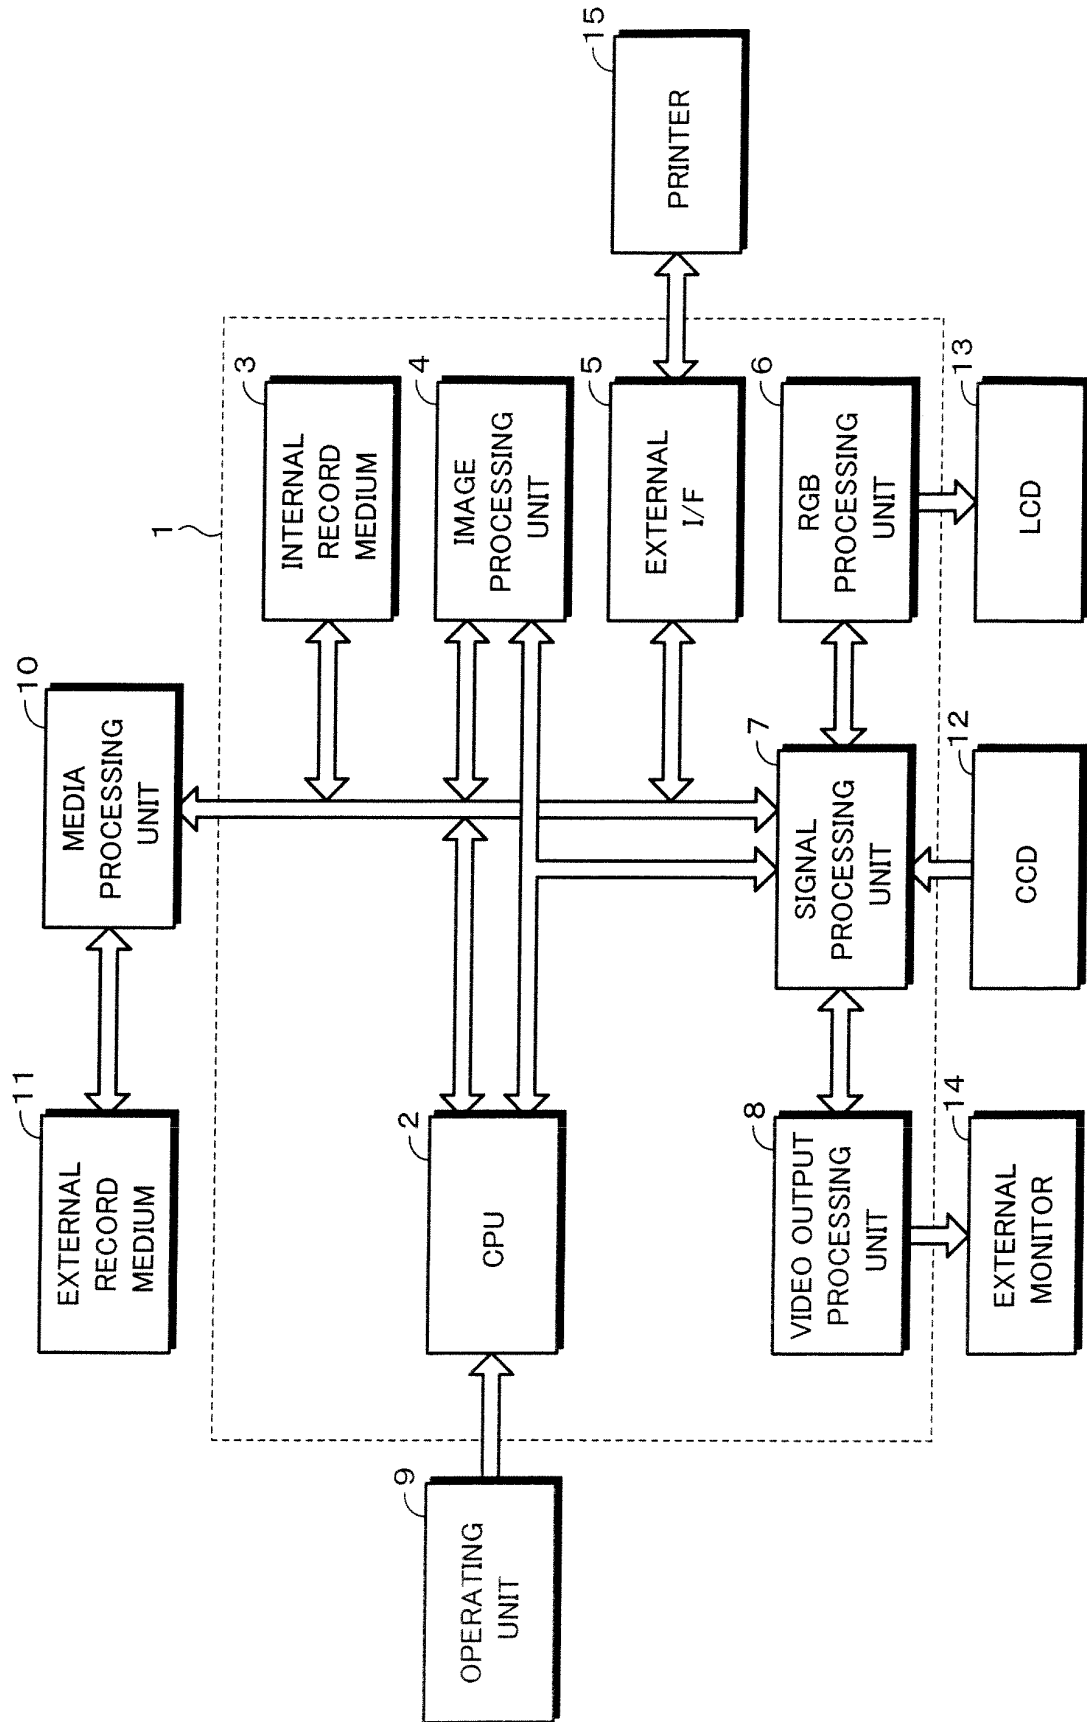 11
EXTERNAL
RECORD
MEDIUM
10
MEDIA
PROCESSING
UNIT
1
9
OPERATING
UNIT
2
CPU
3
INTERNAL
RECORD
MEDIUM
4
IMAGE
PROCESSING
UNIT
5
EXTERNAL
I/F
15
PRINTER
8
VIDEO OUTPUT
PROCESSING
UNIT
7
SIGNAL
PROCESSING
UNIT
6
RGB
PROCESSING
UNIT
14
EXTERNAL
MONITOR
12
CCD
13
LCD